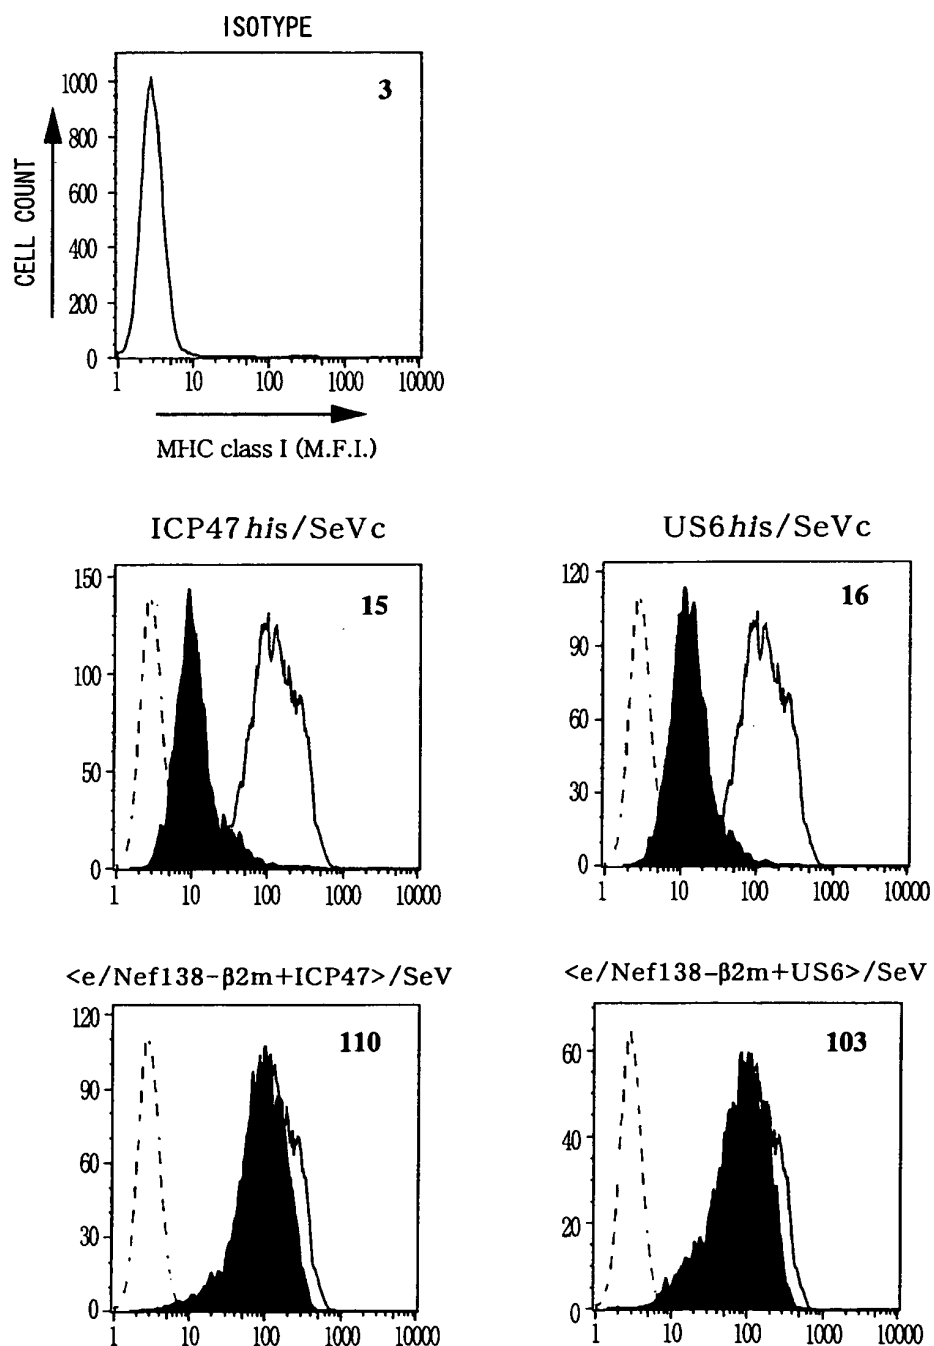 ISOTYPE
3
CELL COUNT
1000
800
600
400
200
0
1 10 100 1000 10000
MHC class I (M.F.I.)
ICP47his/SeVc
15
150
100
50
0
1 10 100 1000 10000
US6his/SeVc
16
120
90
60
30
0
1 10 100 1000 10000
<e/Nef138-β2m+ICP47>/SeV
110
120
90
60
30
0
1 10 100 1000 10000
<e/Nef138-β2m+US6>/SeV
103
60
40
20
0
1 10 100 1000 10000